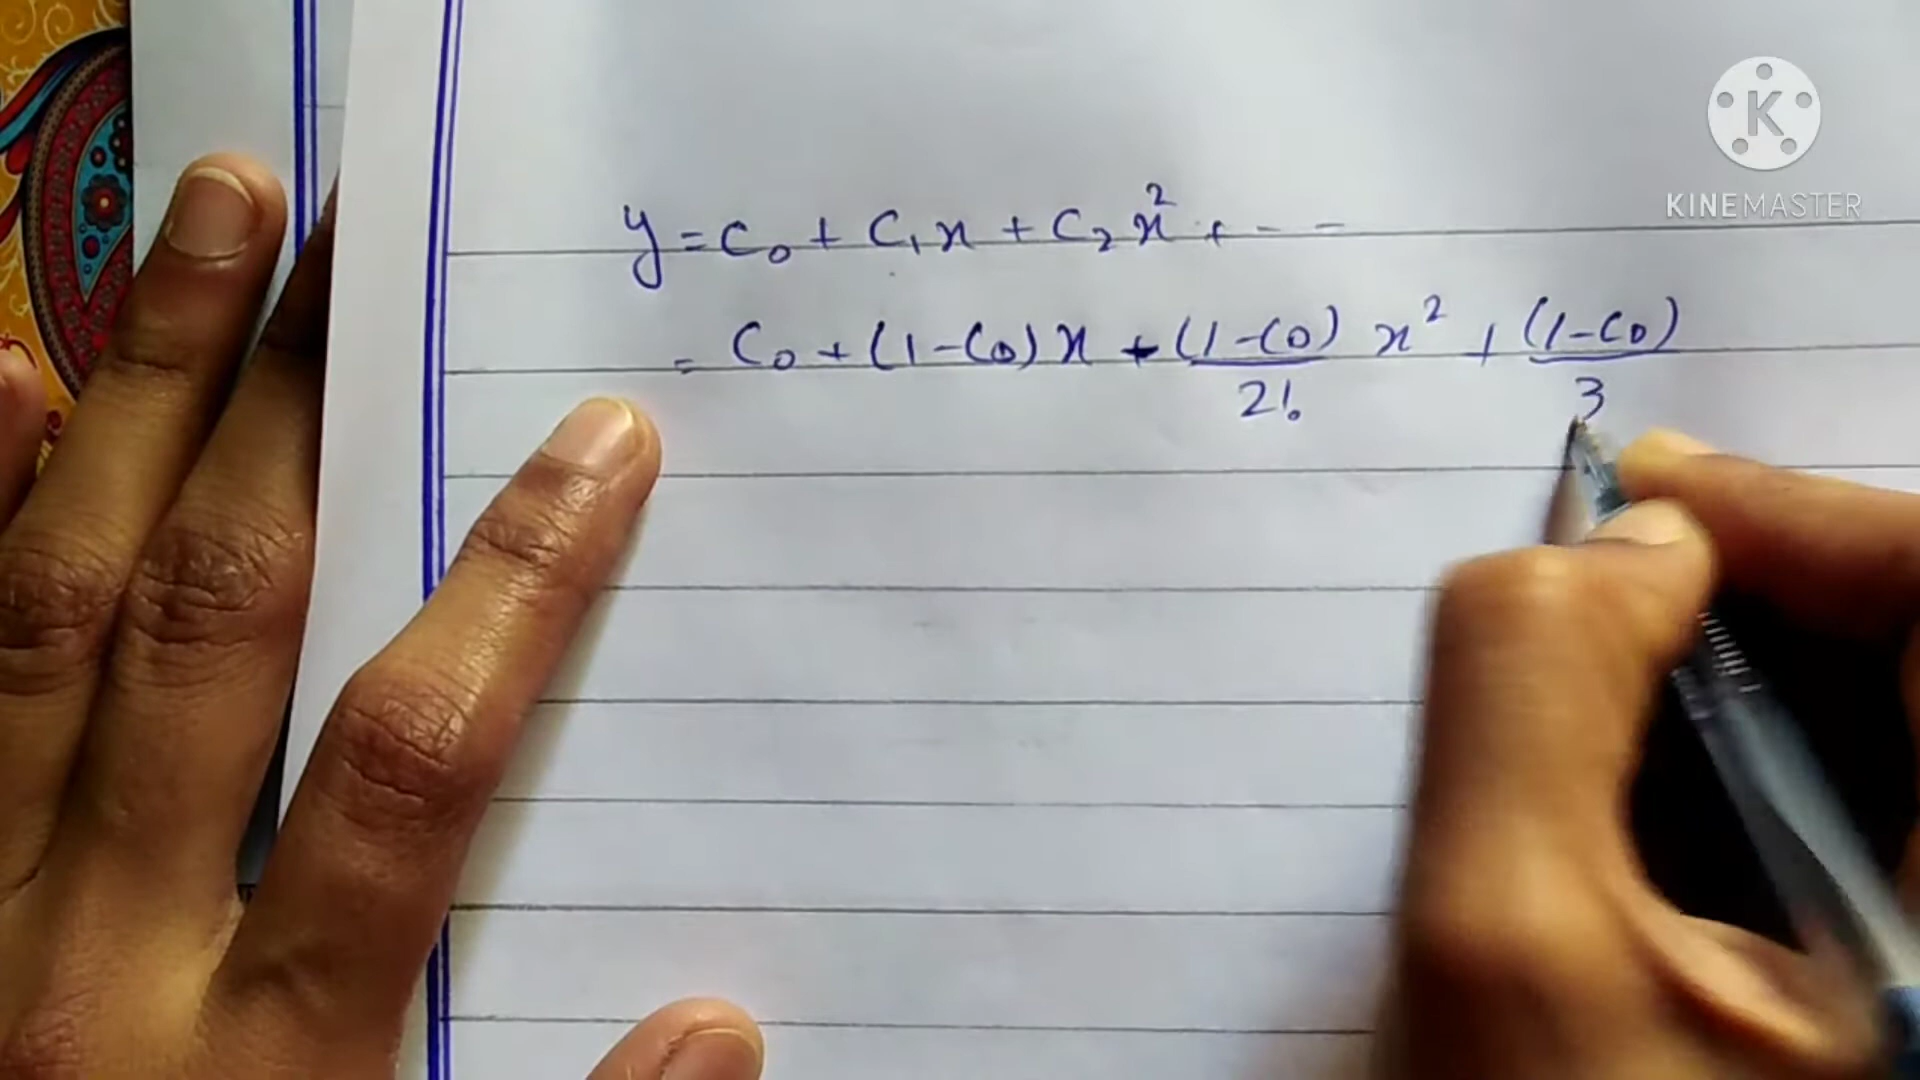 K
KINEMASTER
y = c₀ + c₁x + c₂x² + - -
= c₀ + (1-c₀)x + (1-c₀)/2! x² + (1-c₀)/3